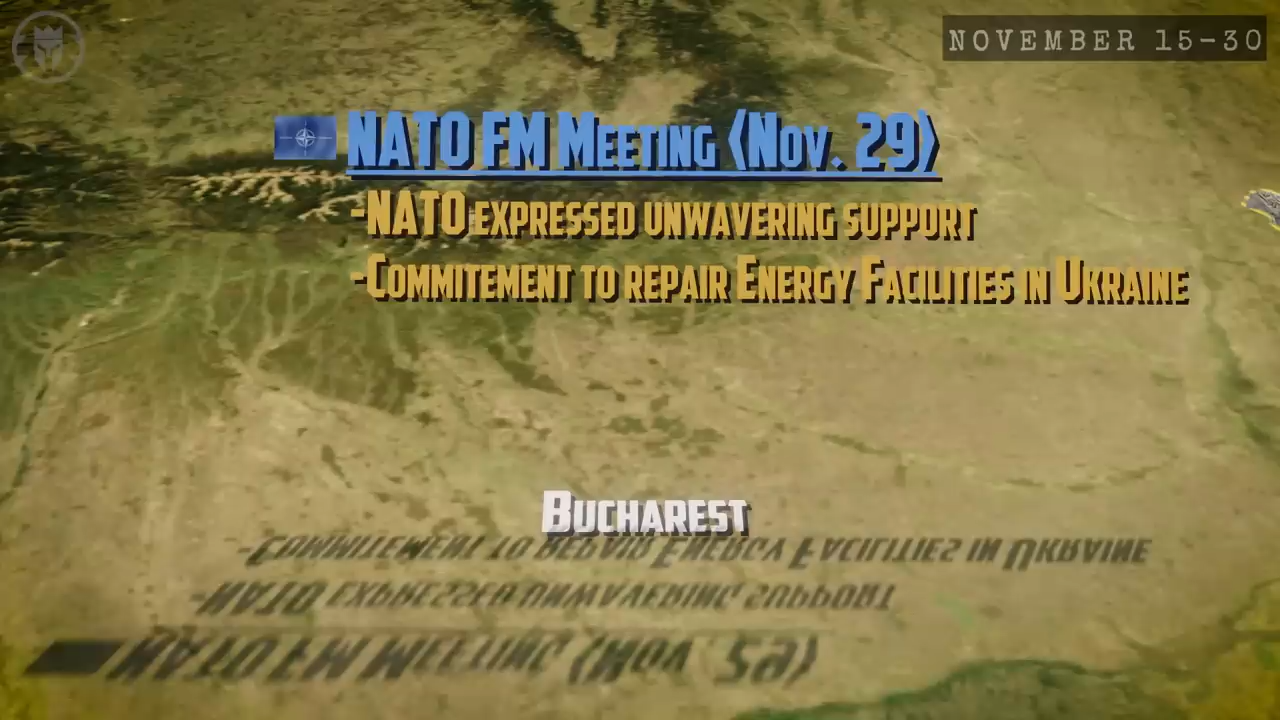 NOVEMBER 15-30
NATO FM MEETING (NOV. 29)
-NATO EXPRESSED UNWAVERING SUPPORT
-COMMITEMENT TO REPAIR ENERGY FACILITIES IN UKRAINE
BUCHAREST